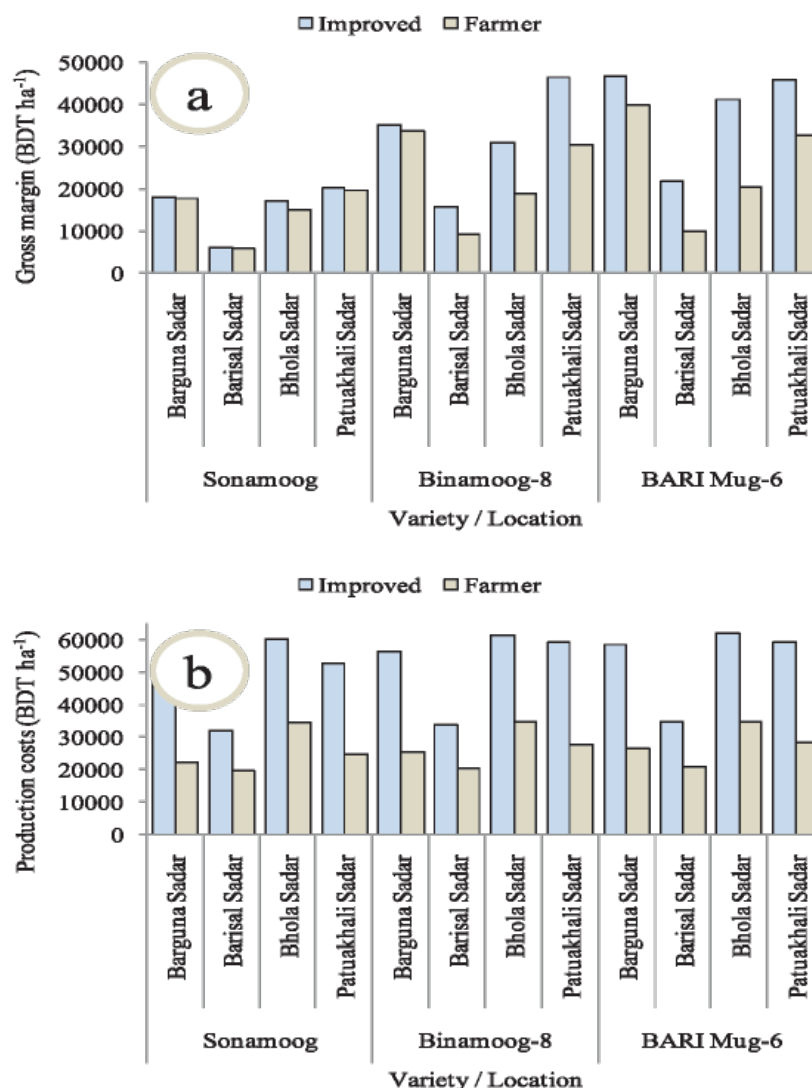 Improved Farmer
a
Gross margin (BDT ha⁻¹)
50000
40000
30000
20000
10000
0
Barguna Sadar
Barisal Sadar
Bhola Sadar
Patuakhali Sadar
Barguna Sadar
Barisal Sadar
Bhola Sadar
Patuakhali Sadar
Barguna Sadar
Barisal Sadar
Bhola Sadar
Patuakhali Sadar
Sonamoog Binamoog-8 BARI Mug-6
Variety / Location
Improved Farmer
b
Production costs (BDT ha⁻¹)
60000
50000
40000
30000
20000
10000
0
Barguna Sadar
Barisal Sadar
Bhola Sadar
Patuakhali Sadar
Barguna Sadar
Barisal Sadar
Bhola Sadar
Patuakhali Sadar
Barguna Sadar
Barisal Sadar
Bhola Sadar
Patuakhali Sadar
Sonamoog Binamoog-8 BARI Mug-6
Variety / Location